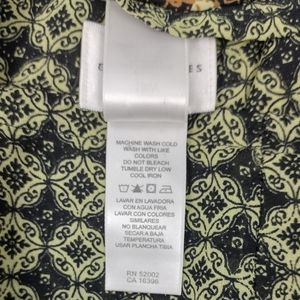 MACHINE WASH COLD
WASH WITH LIKE
COLORS
DO NOT BLEACH
TUMBLE DRY LOW
COOL IRON
LAVAR EN LAVADORA
CON AGUA FRIA
LAVAR CON COLORES
SIMILARES
NO BLANQUEAR
SECAR A BAJA
TEMPERATURA
USAR PLANCHA TIBIA
RN 52002
CA 16396